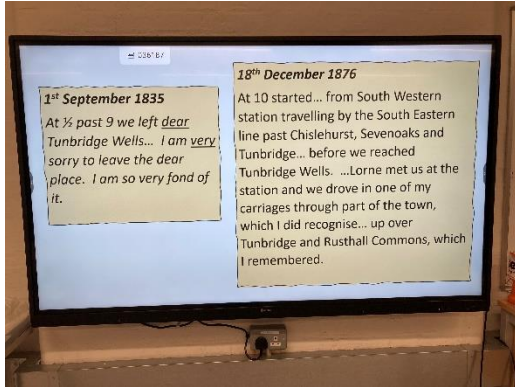 1st September 1835
At ½ past 9 we left dear
Tunbridge Wells... I am very
sorry to leave the dear
place. I am so very fond of
it.
18th December 1876
At 10 started... from South Western
station travelling by the South Eastern
line past Chislehurst, Sevenoaks and
Tunbridge... before we reached
Tunbridge Wells. ...Lorne met us at the
station and we drove in one of my
carriages through part of the town,
which I did recognise... up over
Tunbridge and Rusthall Commons, which
I remembered.